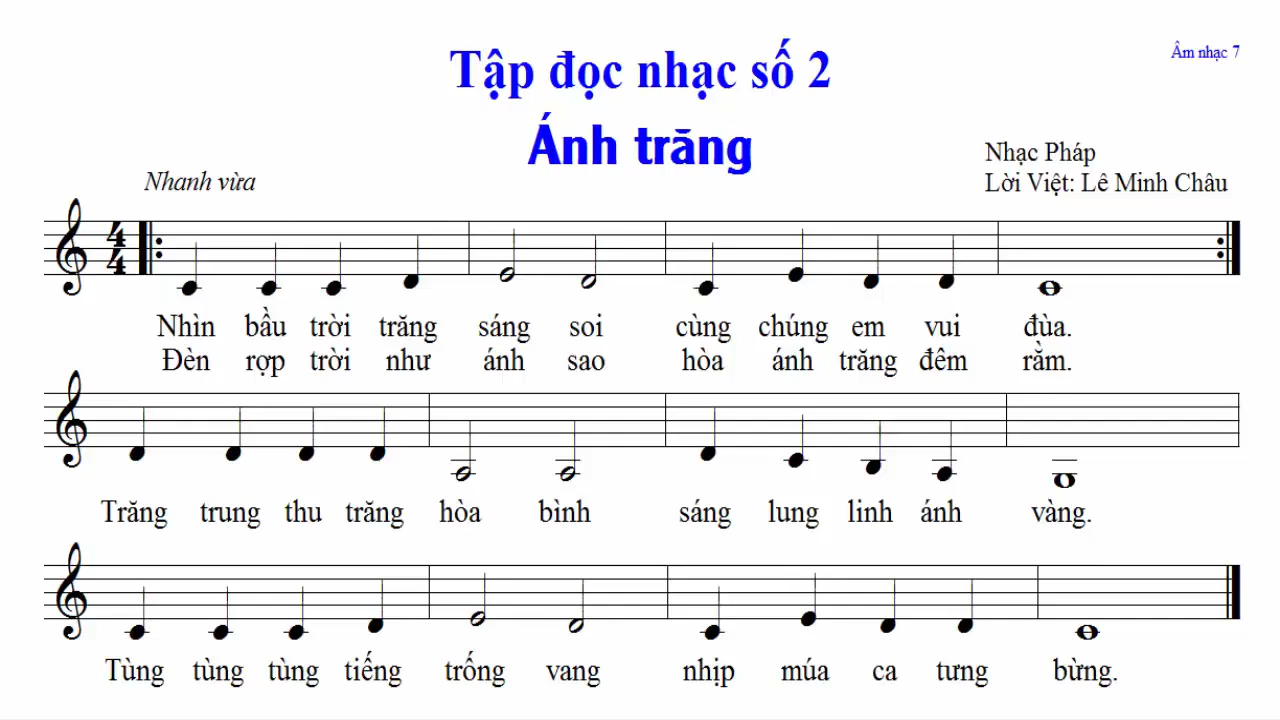 Âm nhạc 7
Tập đọc nhạc số 2
Ánh trăng
Nhạc Pháp
Lời Việt: Lê Minh Châu
Nhanh vừa
4
4
Nhìn bầu trời trăng sáng soi cùng chúng em vui đùa.
Đèn rợp trời như ánh sao hòa ánh trăng đêm rằm.
Trăng trung thu trăng hòa bình sáng lung linh ánh vàng.
Tùng tùng tùng tiếng trống vang nhịp múa ca tưng bừng.